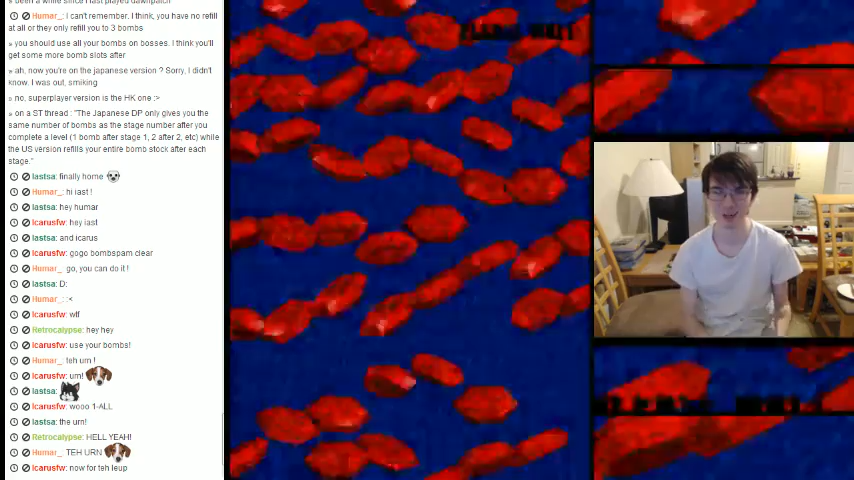 » been a while since I last played dawnpatch
Humar_: I can't remember. I think, you have no refill
at all or they only refill you to 3 bombs
» you should use all your bombs on bosses. I think you'll
get some more bomb slots after
» ah, now you're on the japanese version ? Sorry, I didn't
know. I was out, smiking
» no, superplayer version is the HK one :>
» on a ST thread : "The Japanese DP only gives you the
same number of bombs as the stage number after you
complete a level (1 bomb after stage 1, 2 after 2, etc) while
the US version refills your entire bomb stock after each
stage."
lastsa: finally home
Humar_: hi iast !
lastsa: hey humar
Icarusfw: hey iast
lastsa: and icarus
Icarusfw: gogo bombspam clear
Humar_: go, you can do it !
lastsa: D:
Humar_: :<
Icarusfw: wtf
Retrocalypse: hey hey
Icarusfw: use your bombs!
Humar_: teh urn !
Icarusfw: urn!
lastsa:
Icarusfw: wooo 1-ALL
lastsa: the urn!
Retrocalypse: HELL YEAH!
Humar_: TEH URN
Icarusfw: now for teh leup